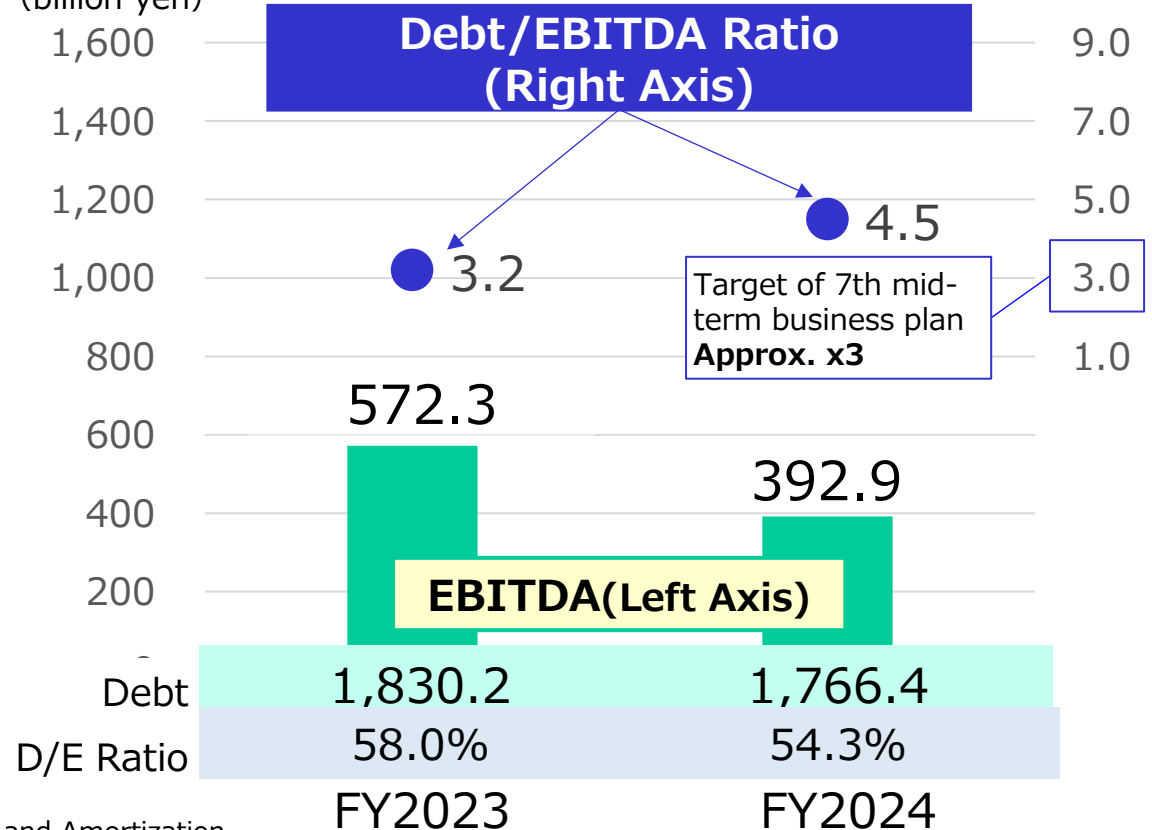 (billion yen)
Debt/EBITDA Ratio
(Right Axis)
1,600
1,400
1,200
1,000
800
600
400
200
9.0
7.0
5.0
3.0
1.0
3.2
4.5
Target of 7th mid-
term business plan
Approx. x3
572.3
392.9
EBITDA(Left Axis)
Debt 1,830.2 1,766.4
D/E Ratio 58.0% 54.3%
FY2023 FY2024
and Amortization